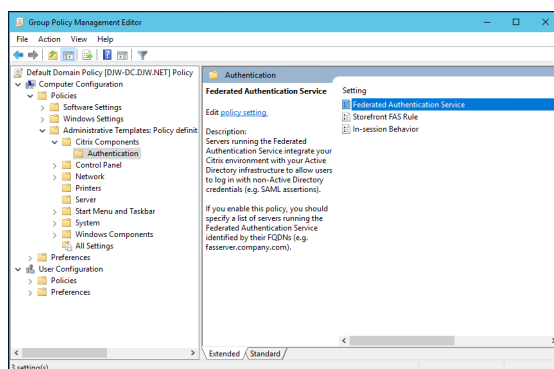 Group Policy Management Editor
File Action View Help
Default Domain Policy [DJW-DC.DJW.NET] Policy
Computer Configuration
Policies
Software Settings
Windows Settings
Administrative Templates: Policy definit
Citrix Components
Authentication
Control Panel
Network
Printers
Server
Start Menu and Taskbar
System
Windows Components
All Settings
Preferences
User Configuration
Policies
Preferences
Authentication
Federated Authentication Service
Edit policy setting.
Description:
Servers running the Federated
Authentication Service integrate your
Citrix environment with your Active
Directory infrastructure to allow users
to log in with non-Active Directory
credentials (e.g. SAML assertions).
If you enable this policy, you should
specify a list of servers running the
Federated Authentication Service
identified by their FQDNs (e.g.
fasserver.company.com).
Setting
Federated Authentication Service
Storefront FAS Rule
In-session Behavior
Extended Standard
3 setting(s)